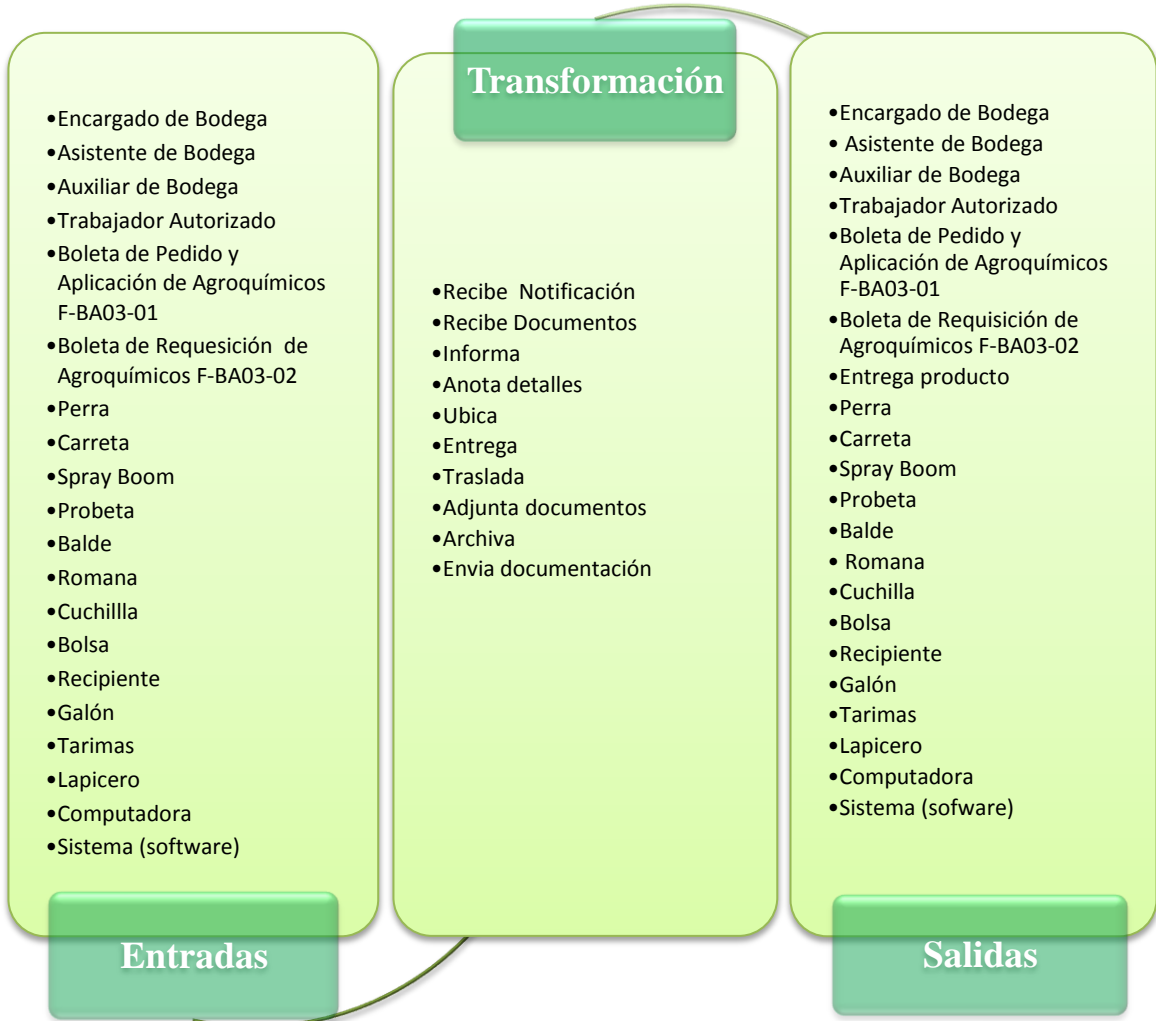 •Encargado de Bodega
•Asistente de Bodega
•Auxiliar de Bodega
•Trabajador Autorizado
•Boleta de Pedido y
Aplicación de Agroquímicos
F-BA03-01
•Boleta de Requesición de
Agroquímicos F-BA03-02
•Perra
•Carreta
•Spray Boom
•Probeta
•Balde
•Romana
•Cuchillla
•Bolsa
•Recipiente
•Galón
•Tarimas
•Lapicero
•Computadora
•Sistema (software)
Entradas
Transformación
•Recibe Notificación
•Recibe Documentos
•Informa
•Anota detalles
•Ubica
•Entrega
•Traslada
•Adjunta documentos
•Archiva
•Envia documentación
•Encargado de Bodega
• Asistente de Bodega
•Auxiliar de Bodega
•Trabajador Autorizado
•Boleta de Pedido y
Aplicación de Agroquímicos
F-BA03-01
•Boleta de Requisición de
Agroquímicos F-BA03-02
•Entrega producto
•Perra
•Carreta
•Spray Boom
•Probeta
•Balde
• Romana
•Cuchilla
•Bolsa
•Recipiente
•Galón
•Tarimas
•Lapicero
•Computadora
•Sistema (sofware)
Salidas